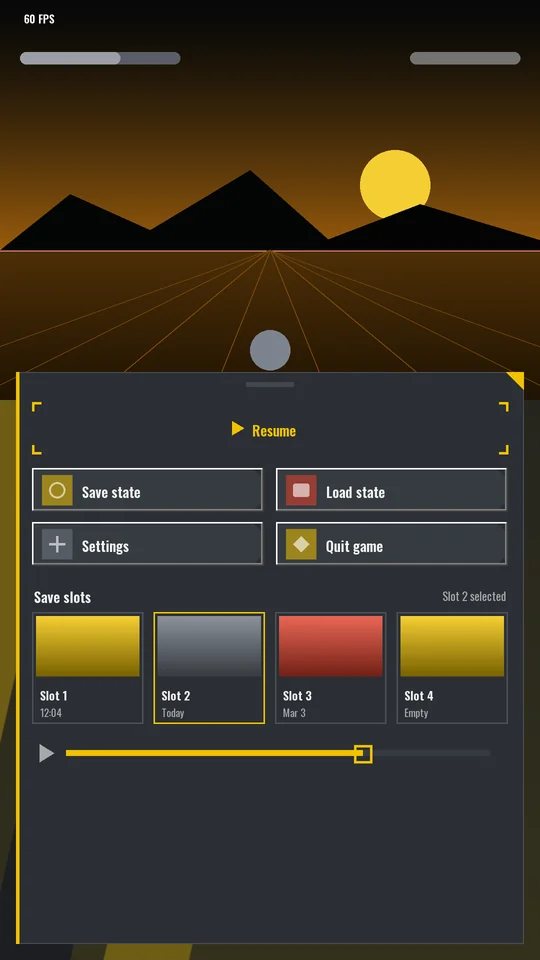 60 FPS
Resume
Save state
Load state
Settings
Quit game
Save slots
Slot 2 selected
Slot 1
12:04
Slot 2
Today
Slot 3
Mar 3
Slot 4
Empty